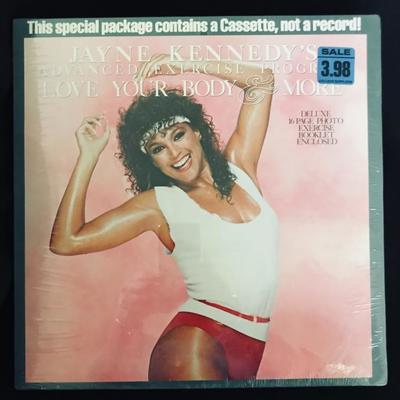 This special package contains a Cassette, not a record!
JAYNE KENNEDY'S
SALE
3.98
ADVANCED EXERCISE
LOVE YOUR BODY & MORE
DELUXE
16 PAGE PHOTO
EXERCISE
BOOKLET
ENCLOSED